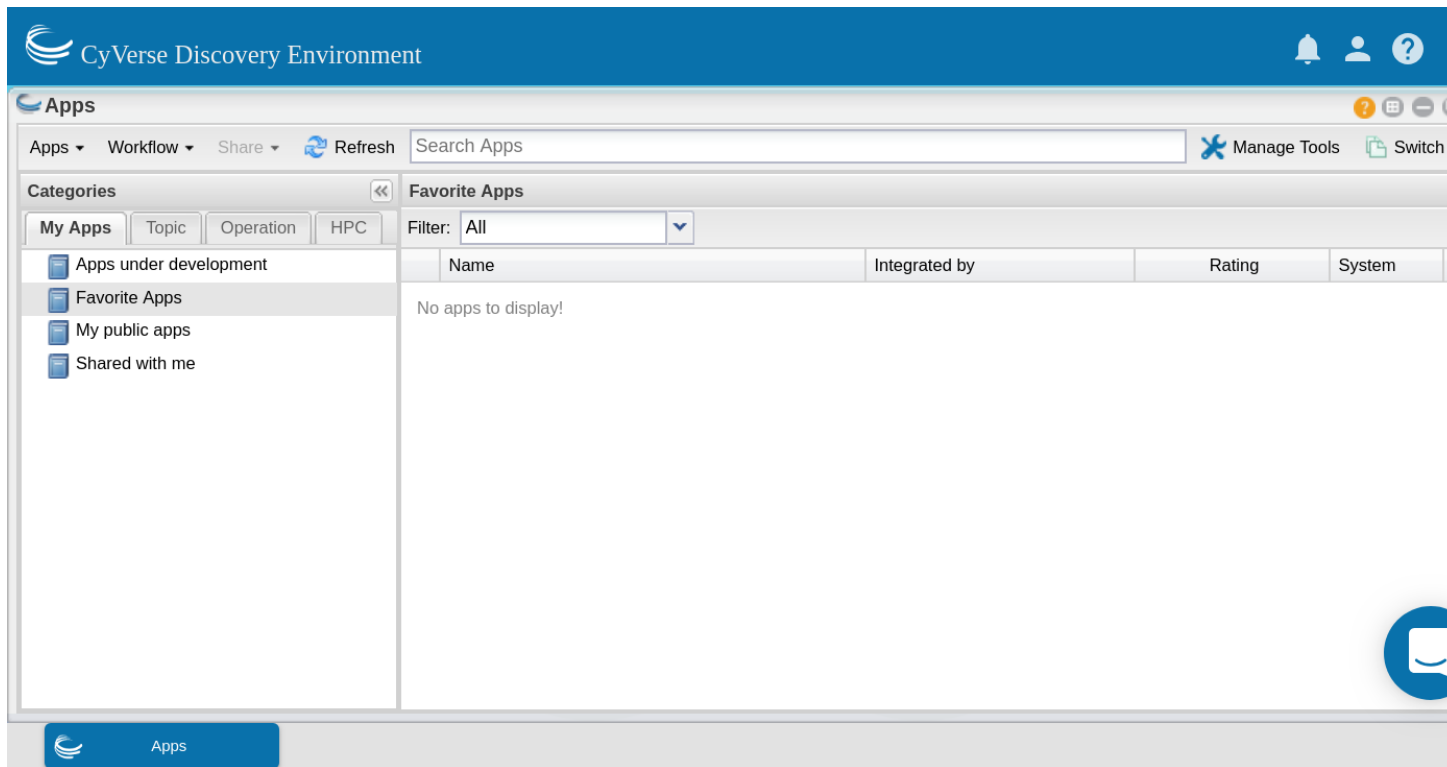 CyVerse Discovery Environment
Apps
Apps Workflow Share Refresh Search Apps Manage Tools Switch
Categories Favorite Apps
My Apps Topic Operation HPC Filter: All
Apps under development Name Integrated by Rating System
Favorite Apps No apps to display!
My public apps
Shared with me
Apps